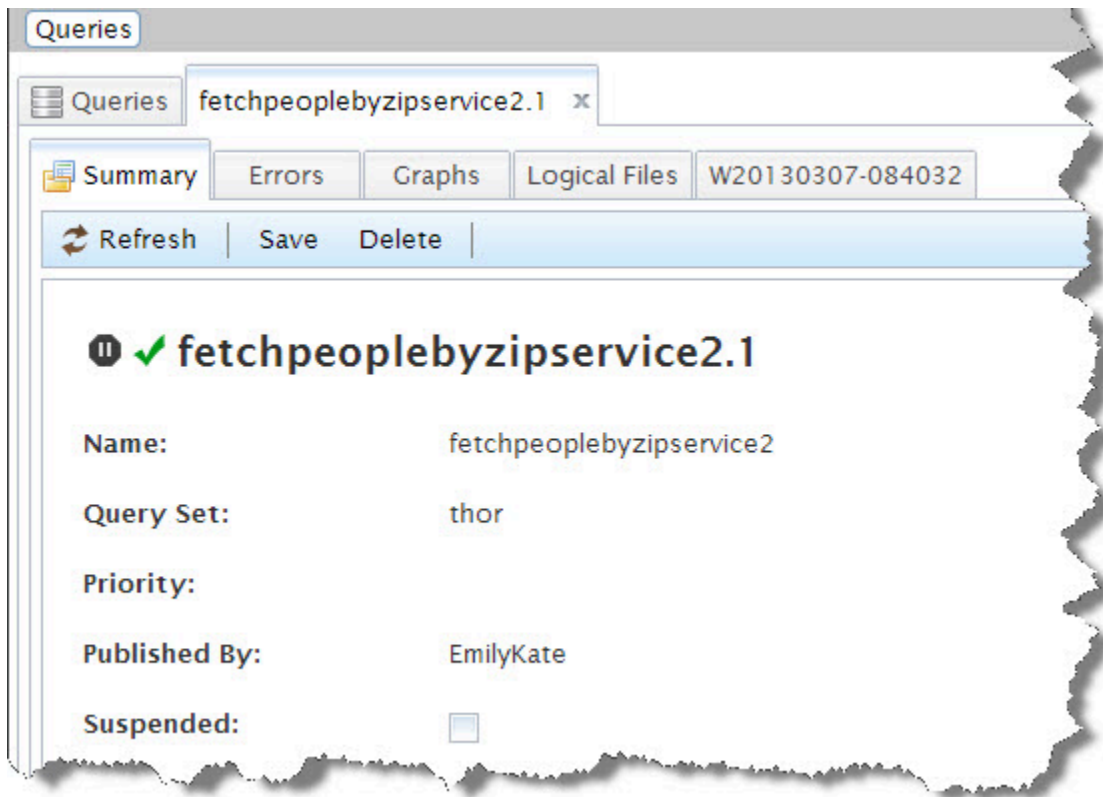 Queries
Queries fetchpeoplebyzipservice2.1 x
Summary Errors Graphs Logical Files W20130307-084032
Refresh Save Delete
fetchpeoplebyzipservice2.1
Name: fetchpeoplebyzipservice2
Query Set: thor
Priority:
Published By: EmilyKate
Suspended: